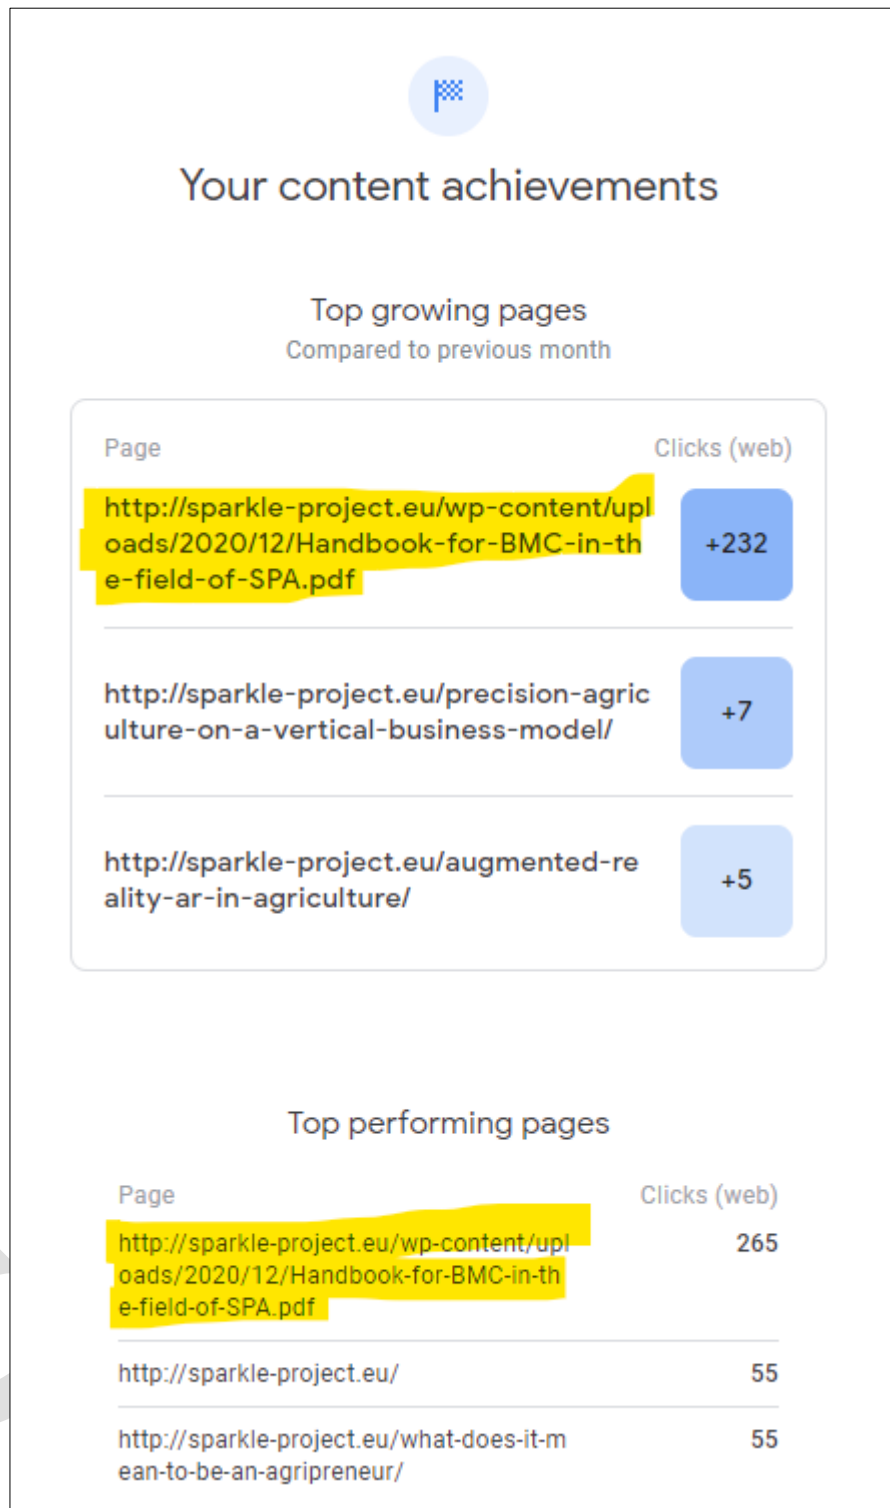 Your content achievements
Top growing pages
Compared to previous month
Page Clicks (web)
http://sparkle-project.eu/wp-content/upl
oads/2020/12/Handbook-for-BMC-in-th
e-field-of-SPA.pdf
+232
http://sparkle-project.eu/precision-agric
ulture-on-a-vertical-business-model/
+7
http://sparkle-project.eu/augmented-re
ality-ar-in-agriculture/
+5
Top performing pages
Page Clicks (web)
http://sparkle-project.eu/wp-content/upl 265
oads/2020/12/Handbook-for-BMC-in-th
e-field-of-SPA.pdf
http://sparkle-project.eu/ 55
http://sparkle-project.eu/what-does-it-m 55
ean-to-be-an-agripreneur/